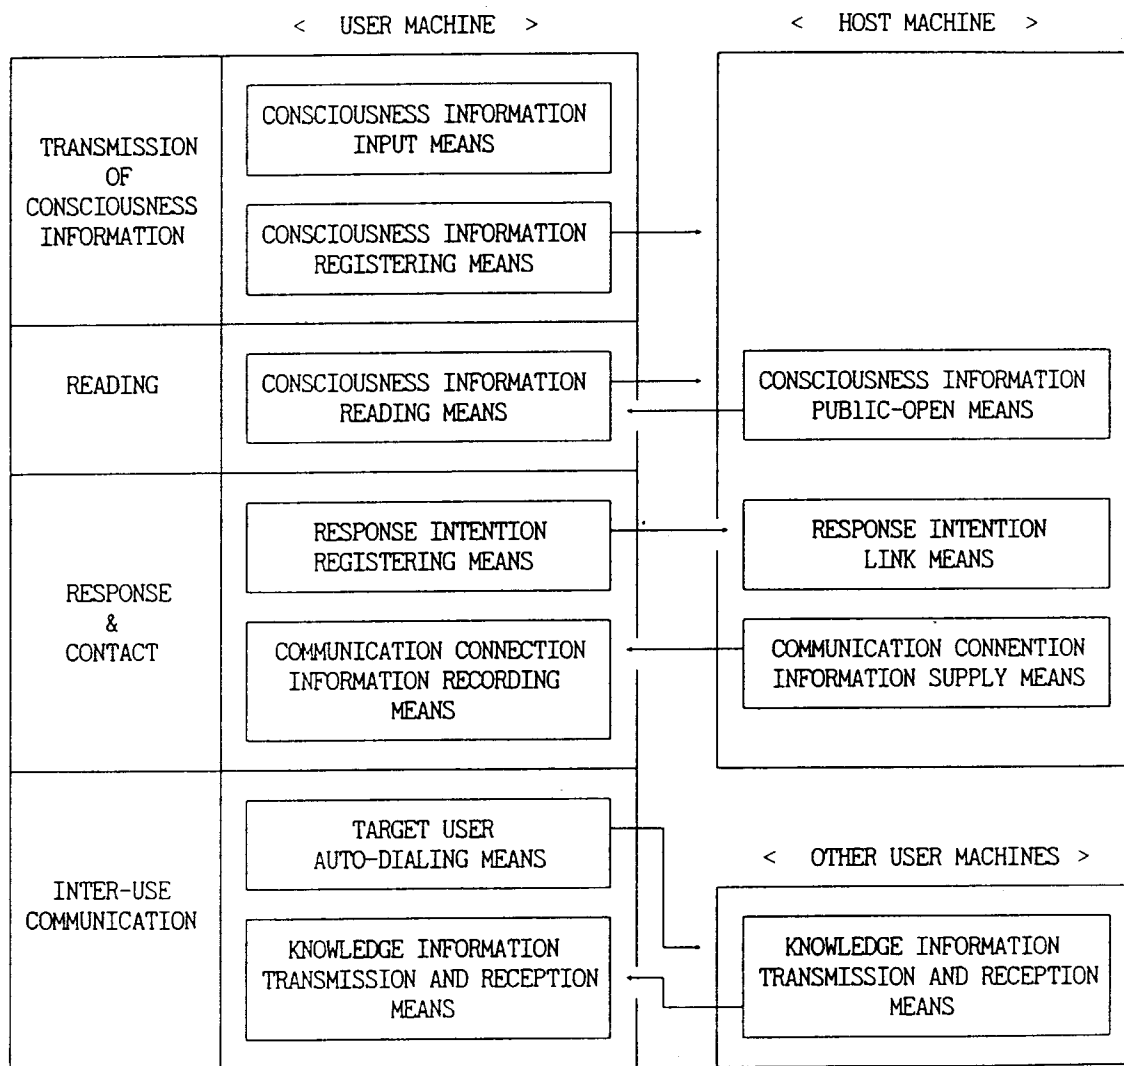 < USER MACHINE >
< HOST MACHINE >
TRANSMISSION
OF
CONSCIOUSNESS
INFORMATION
CONSCIOUSNESS INFORMATION
INPUT MEANS
CONSCIOUSNESS INFORMATION
REGISTERING MEANS
READING
CONSCIOUSNESS INFORMATION
READING MEANS
CONSCIOUSNESS INFORMATION
PUBlIC-OPEN MEANS
RESPONSE
&
CONTACT
RESPONSE INTENTION
REGISTERING MEANS
RESPONSE INTENTION
LINK MEANS
COMMUNICATION CONNECTION
INFORMATION RECORDING
MEANS
COMMUNICATION CONNENTION
INFORMATION SUPPLY MEANS
INTER-USE
COMMUNICATION
TARGET USER
AUTO-DIALING MEANS
< OTHER USER MACHINES >
KNOWLEDGE INFORMATION
TRANSMISSION AND RECEPTION
MEANS
KNOWLEDGE INFORMATION
TRANSMISSION AND RECEPTION
MEANS